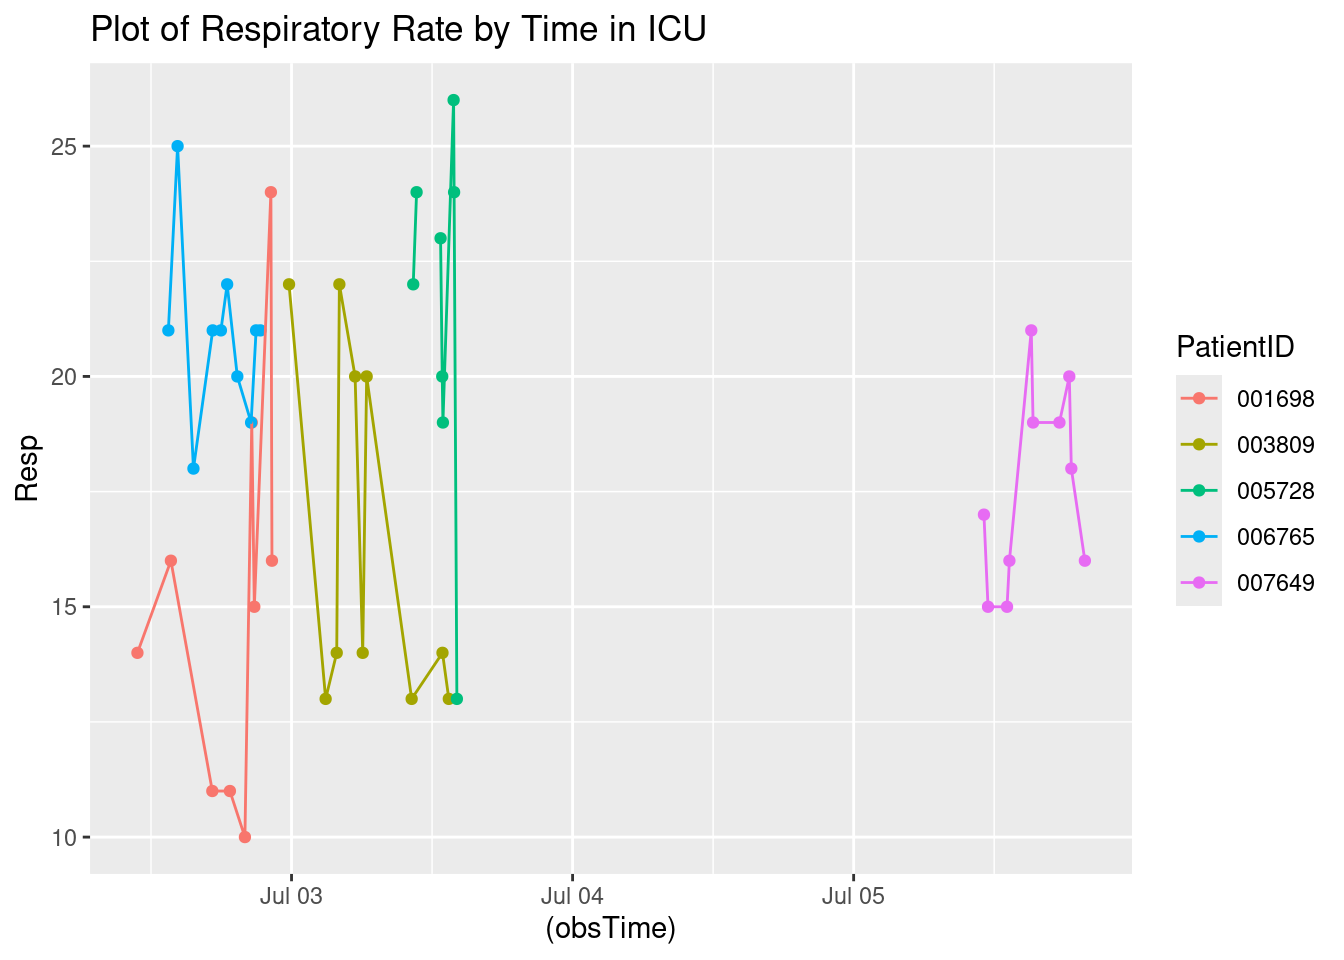 Plot of Respiratory Rate by Time in ICU
25
20
15
10
Resp
Jul 03
Jul 04
Jul 05
(obsTime)
PatientID
001698
003809
005728
006765
007649